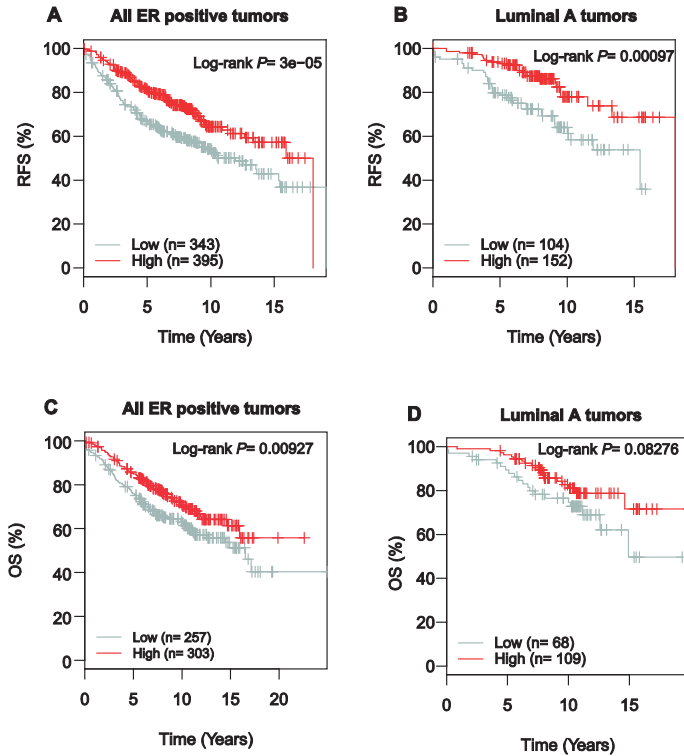 A
All ER positive tumors
Log-rank P= 3e-05
RFS (%)
100
80
60
40
20
0
Low (n= 343)
High (n= 395)
0
5
10
15
Time (Years)
B
Luminal A tumors
Log-rank P= 0.00097
RFS (%)
100
80
60
40
20
0
Low (n= 104)
High (n= 152)
0
5
10
15
Time (Years)
C
All ER positive tumors
Log-rank P= 0.00927
OS (%)
100
80
60
40
20
0
Low (n= 257)
High (n= 303)
0
5
10
15
20
Time (Years)
D
Luminal A tumors
Log-rank P= 0.08276
OS (%)
100
80
60
40
20
0
Low (n= 68)
High (n= 109)
0
5
10
15
Time (Years)